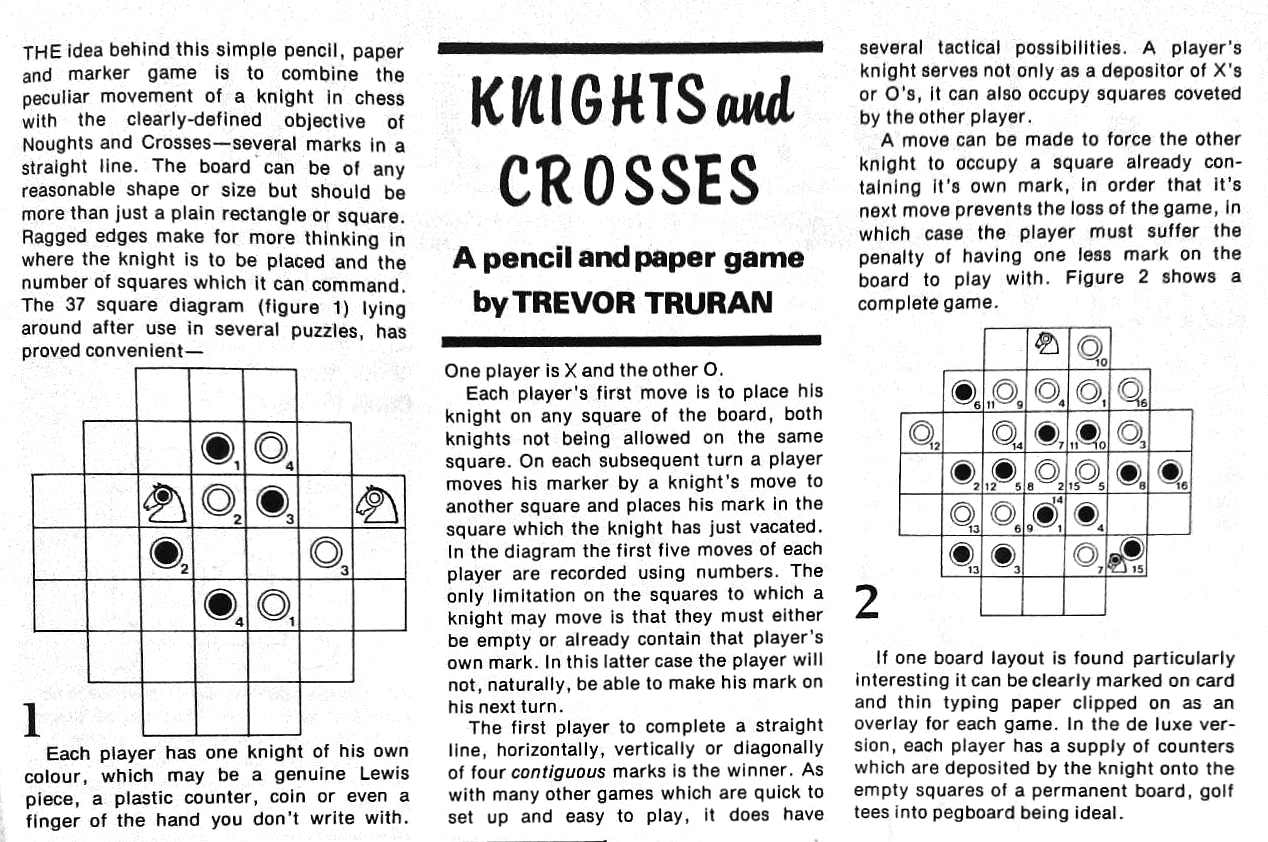 THE idea behind this simple pencil, paper
and marker game is to combine the
peculiar movement of a knight in chess
with the clearly-defined objective of
Noughts and Crosses—several marks in a
straight line. The board can be of any
reasonable shape or size but should be
more than just a plain rectangle or square.
Ragged edges make for more thinking in
where the knight is to be placed and the
number of squares which it can command.
The 37 square diagram (figure 1) lying
around after use in several puzzles, has
proved convenient—
1 4
2 3
2 3
4 1
1
Each player has one knight of his own
colour, which may be a genuine Lewis
piece, a plastic counter, coin or even a
finger of the hand you don't write with.
KNIGHTS and
CROSSES
A pencil and paper game
by TREVOR TRURAN
One player is X and the other O.
Each player's first move is to place his
knight on any square of the board, both
knights not being allowed on the same
square. On each subsequent turn a player
moves his marker by a knight's move to
another square and places his mark in the
square which the knight has just vacated.
In the diagram the first five moves of each
player are recorded using numbers. The
only limitation on the squares to which a
knight may move is that they must either
be empty or already contain that player's
own mark. In this latter case the player will
not, naturally, be able to make his mark on
his next turn.
The first player to complete a straight
line, horizontally, vertically or diagonally
of four contiguous marks is the winner. As
with many other games which are quick to
set up and easy to play, it does have
several tactical possibilities. A player's
knight serves not only as a depositor of X's
or O's, it can also occupy squares coveted
by the other player.
A move can be made to force the other
knight to occupy a square already con-
taining it's own mark, in order that it's
next move prevents the loss of the game, in
which case the player must suffer the
penalty of having one less mark on the
board to play with. Figure 2 shows a
complete game.
10
6 11 9 4 1 16
12 14 7 11 10 3
2 12 5 8 2 15 5 8 16
14
13 6 9 1 4
13 3 7 15
2
If one board layout is found particularly
interesting it can be clearly marked on card
and thin typing paper clipped on as an
overlay for each game. In the de luxe ver-
sion, each player has a supply of counters
which are deposited by the knight onto the
empty squares of a permanent board, golf
tees into pegboard being ideal.